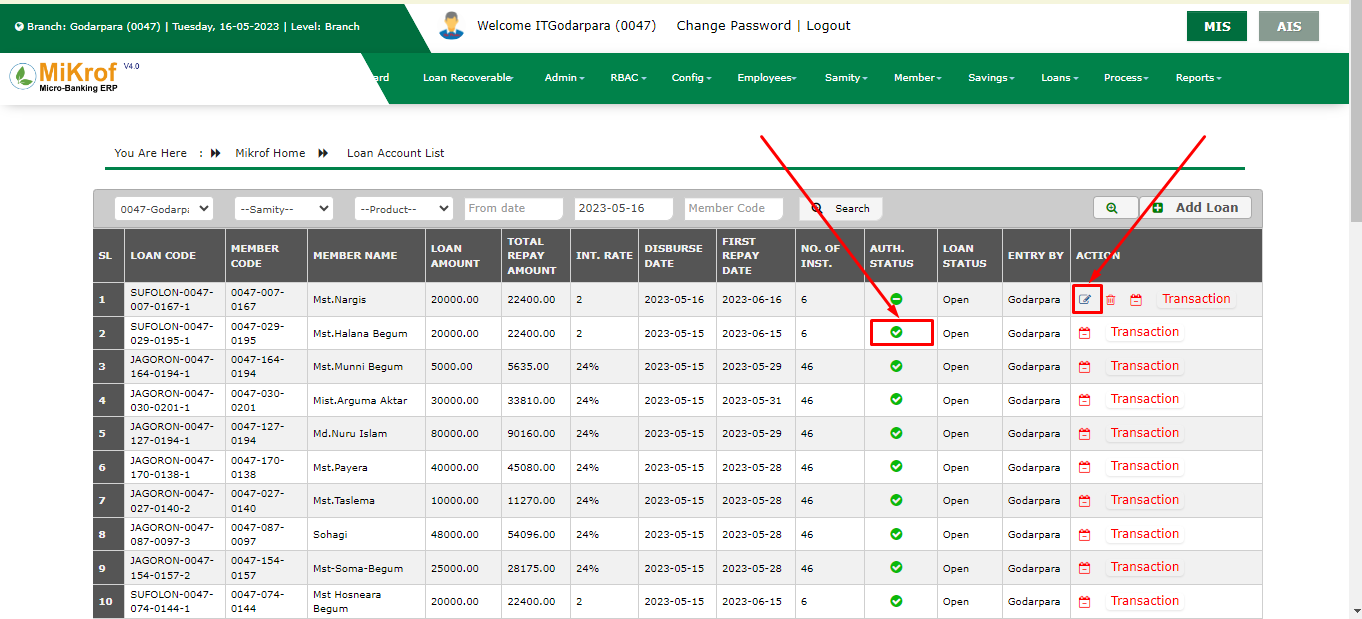 Branch: Godarpara (0047) | Tuesday, 16-05-2023 | Level: Branch
Welcome ITGodarpara (0047) Change Password | Logout
MIS AIS
MiKrof V4.0
Micro-Banking ERP
ard Loan Recoverable Admin RBAC Config Employees Samity Member Savings Loans Process Reports
You Are Here : Mikrof Home Loan Account List
0047-Godarpa --Samity-- --Product-- From date 2023-05-16 Member Code Search Add Loan
SL LOAN CODE MEMBER CODE MEMBER NAME LOAN AMOUNT TOTAL REPAY AMOUNT INT. RATE DISBURSE DATE FIRST REPAY DATE NO. OF INST. AUTH. STATUS LOAN STATUS ENTRY BY ACTION
1 SUFOLON-0047-007-0167-1 0047-007-0167 Mst.Nargis 20000.00 22400.00 2 2023-05-16 2023-06-16 6 Open Godarpara Transaction
2 SUFOLON-0047-029-0195-1 0047-029-0195 Mst.Halana Begum 20000.00 22400.00 2 2023-05-15 2023-06-15 6 Open Godarpara Transaction
3 JAGORON-0047-164-0194-1 0047-164-0194 Mst.Munni Begum 5000.00 5635.00 24% 2023-05-15 2023-05-29 46 Open Godarpara Transaction
4 JAGORON-0047-030-0201-1 0047-030-0201 Mist.Arguma Aktar 30000.00 33810.00 24% 2023-05-15 2023-05-31 46 Open Godarpara Transaction
5 JAGORON-0047-127-0194-1 0047-127-0194 Md.Nuru Islam 80000.00 90160.00 24% 2023-05-15 2023-05-29 46 Open Godarpara Transaction
6 JAGORON-0047-170-0138-1 0047-170-0138 Mst.Payera 40000.00 45080.00 24% 2023-05-15 2023-05-28 46 Open Godarpara Transaction
7 JAGORON-0047-027-0140-2 0047-027-0140 Mst.Taslema 10000.00 11270.00 24% 2023-05-15 2023-05-28 46 Open Godarpara Transaction
8 JAGORON-0047-087-0097-3 0047-087-0097 Sohagi 48000.00 54096.00 24% 2023-05-15 2023-05-28 46 Open Godarpara Transaction
9 JAGORON-0047-154-0157-2 0047-154-0157 Mst-Soma-Begum 25000.00 28175.00 24% 2023-05-15 2023-05-28 46 Open Godarpara Transaction
10 SUFOLON-0047-074-0144-1 0047-074-0144 Mst Hosneara Begum 20000.00 22400.00 2 2023-05-15 2023-06-15 6 Open Godarpara Transaction